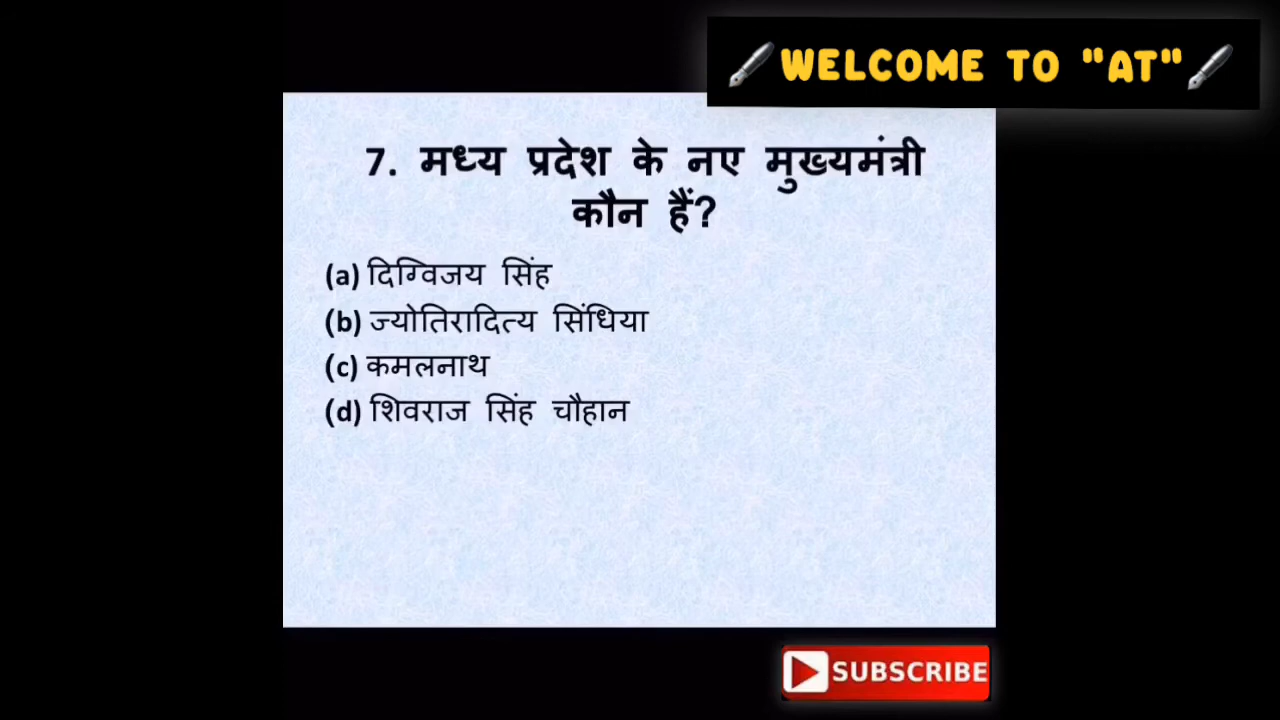 WELCOME TO "AT"
7. मध्य प्रदेश के नए मुख्यमंत्री
कौन हैं?
(a) दिग्विजय सिंह
(b) ज्योतिरादित्य सिंधिया
(c) कमलनाथ
(d) शिवराज सिंह चौहान
SUBSCRIBE